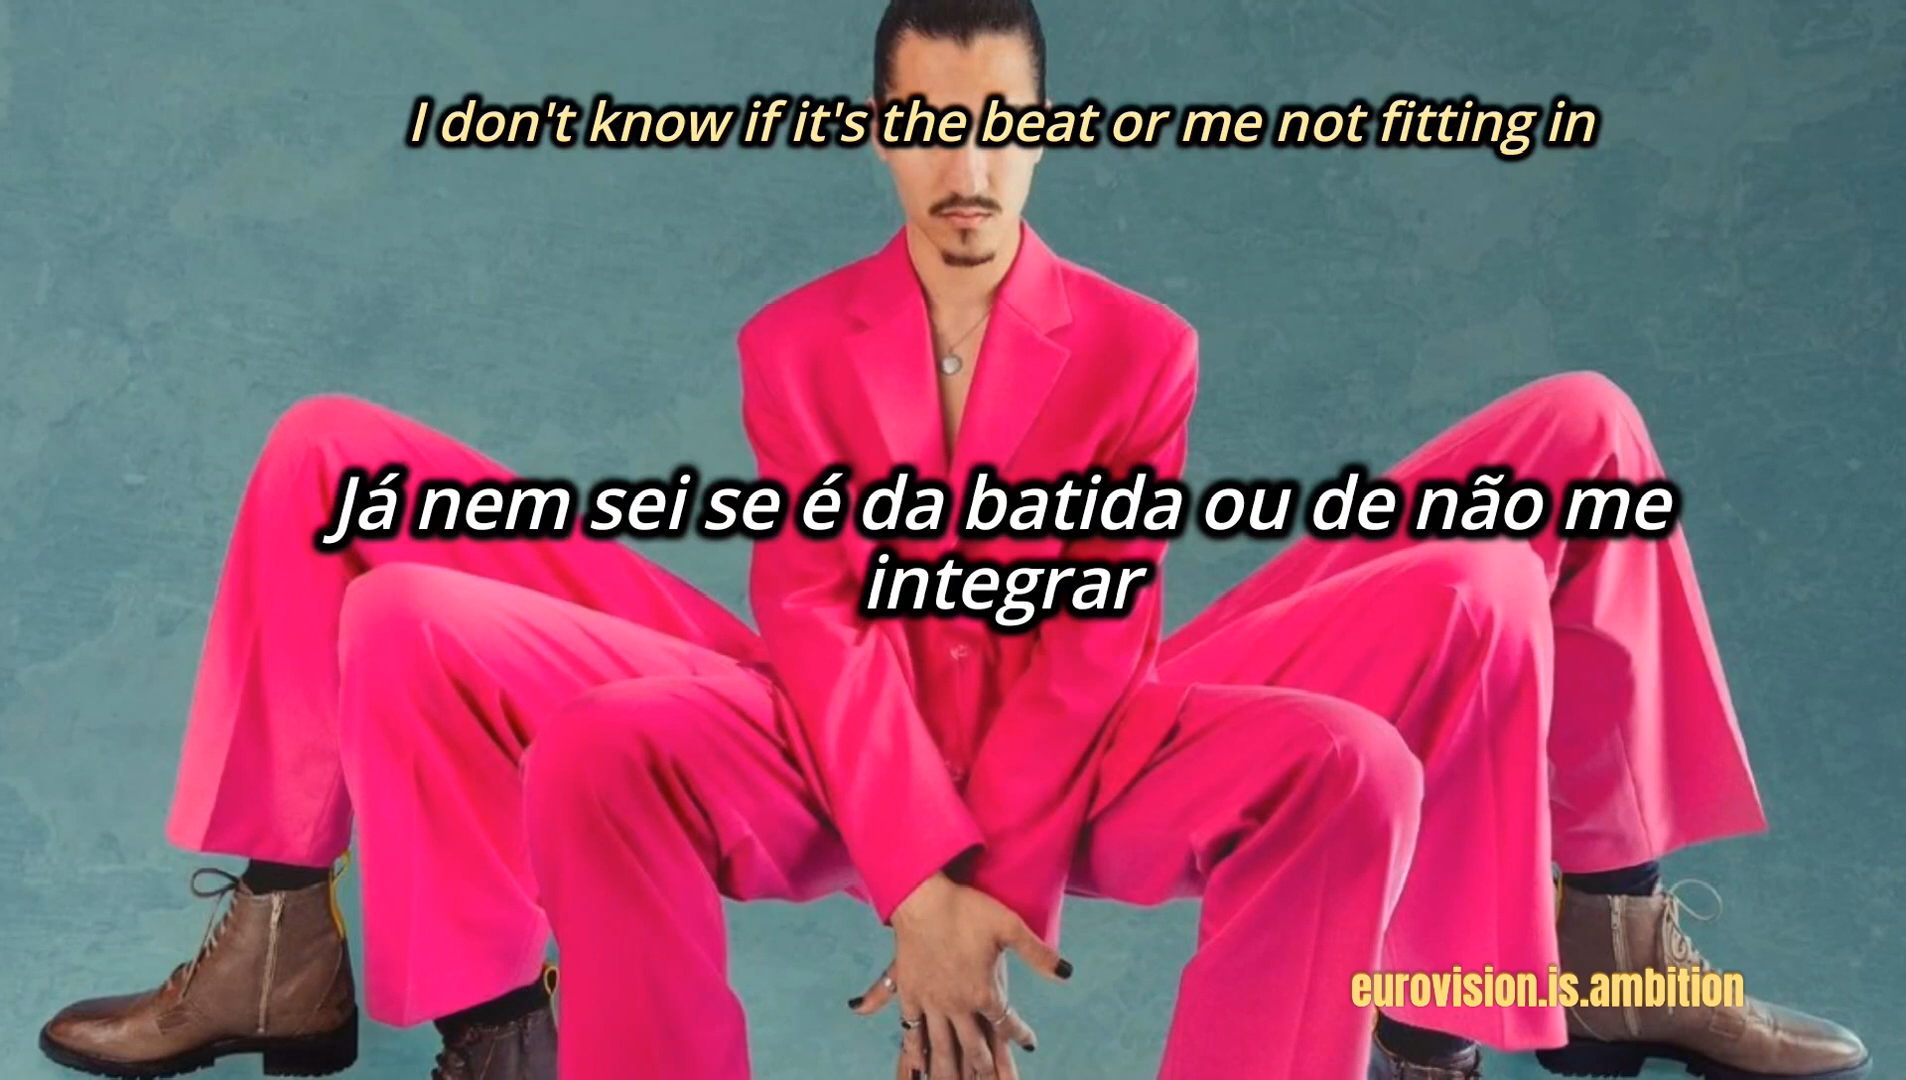 I don't know if it's the beat or me not fitting in
Já nem sei se é da batida ou de não me
integrar
eurovision.is.ambition